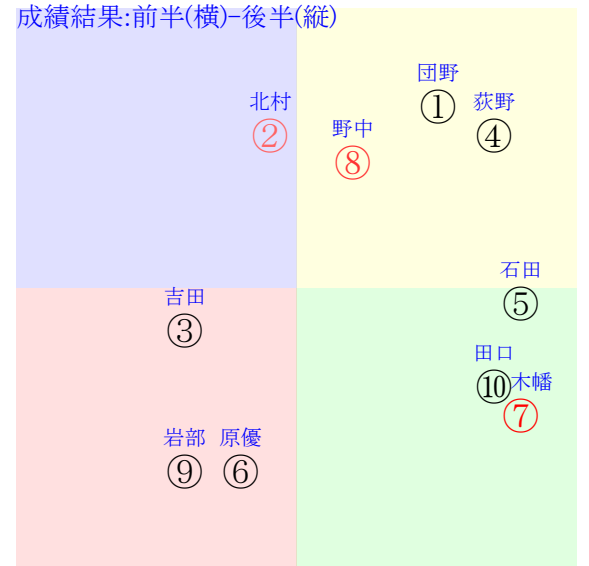 成績結果:前半(横)-後半(縦)
団野
①
北村
②
荻野
④
野中
⑧
石田
⑤
吉田
③
田口
⑩
木幡
⑦
岩部
⑨
原優
⑥